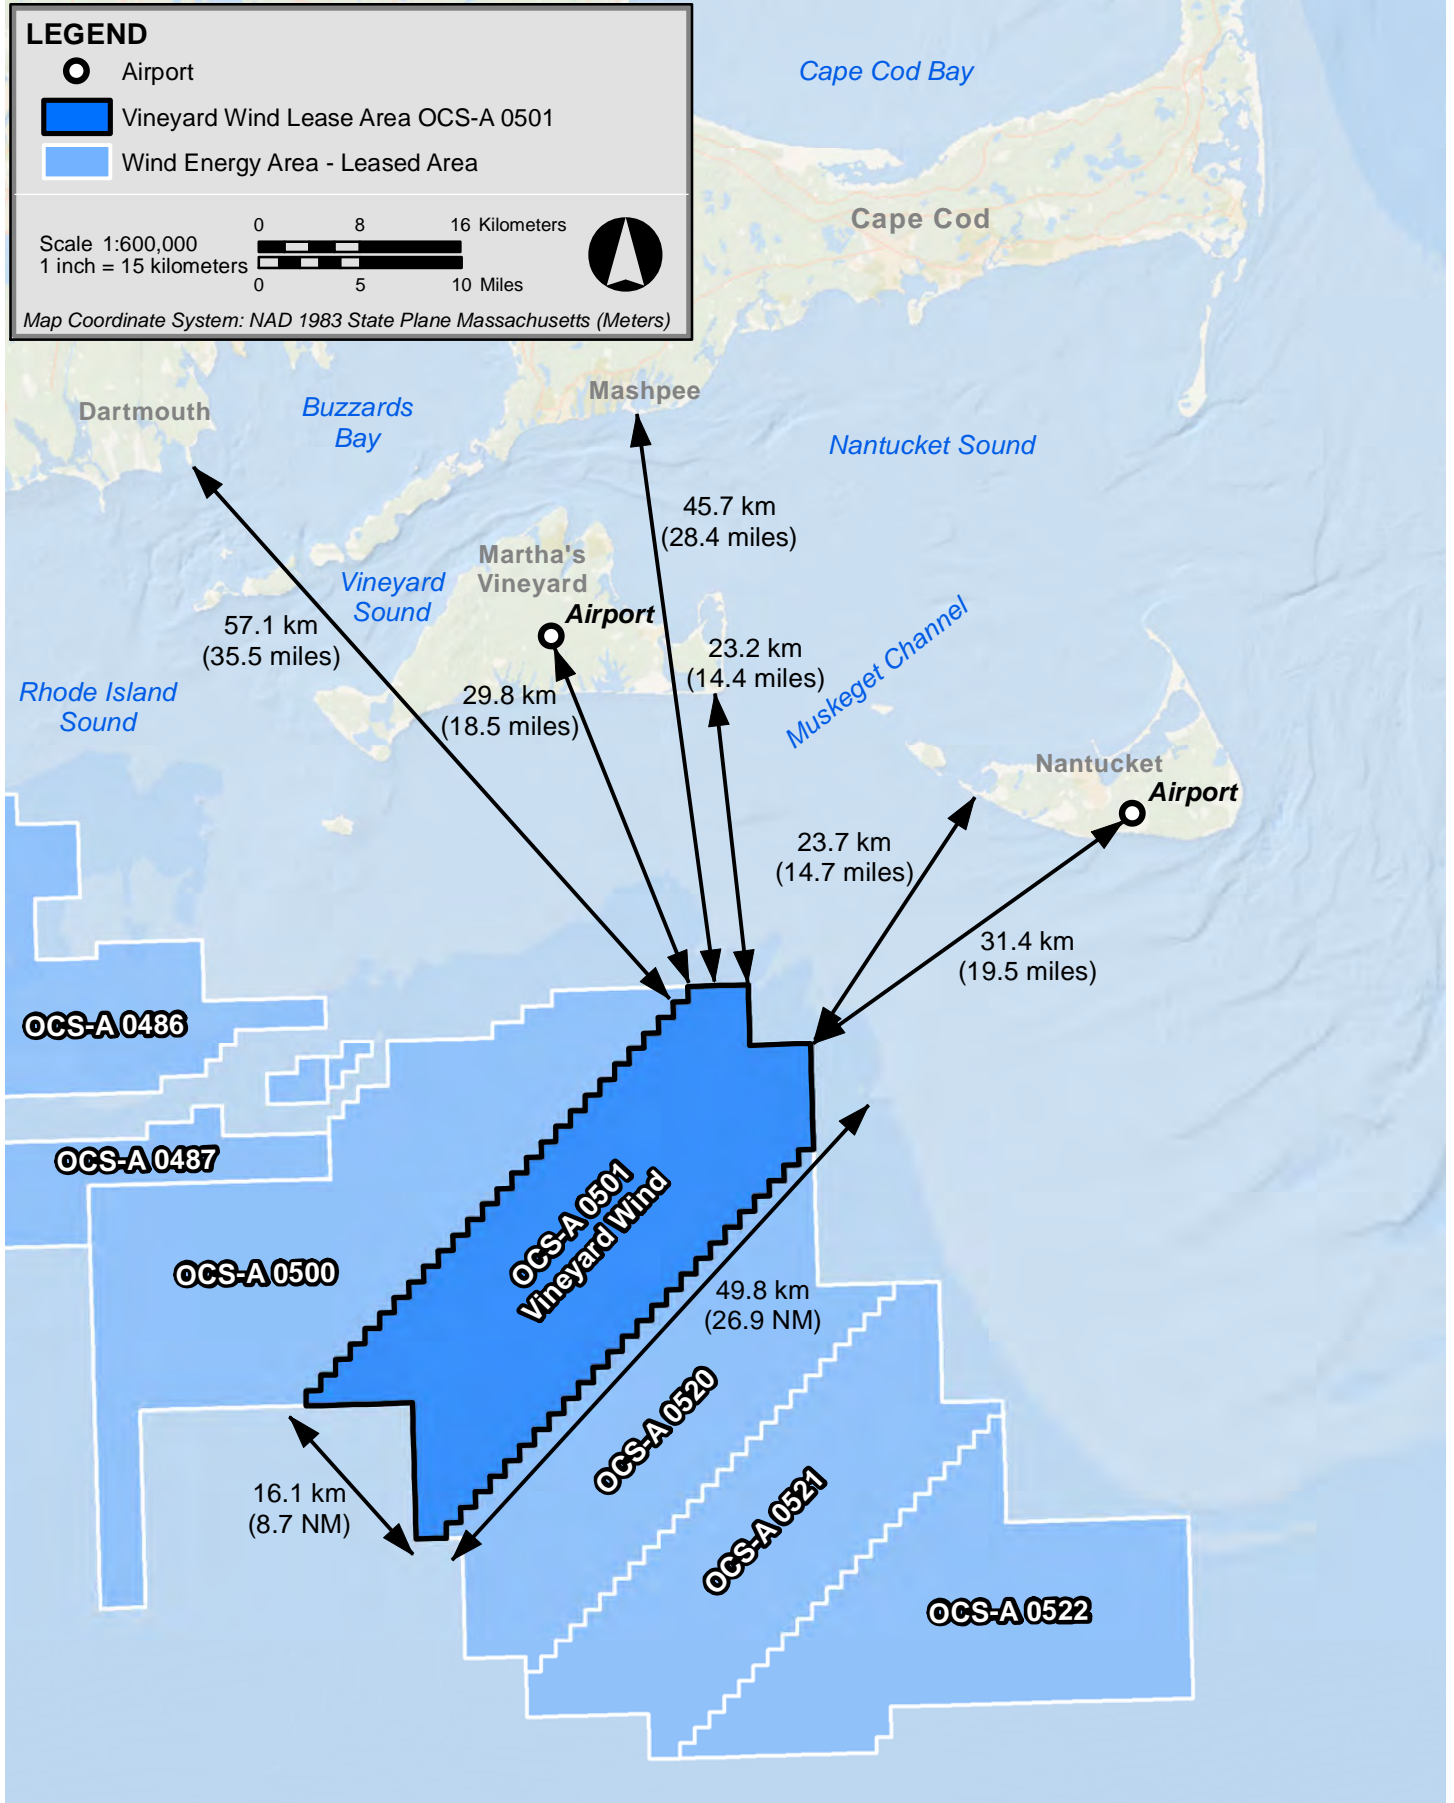 LEGEND
Airport
Vineyard Wind Lease Area OCS-A 0501
Wind Energy Area - Leased Area
0 8 16 Kilometers
Scale 1:600,000
1 inch = 15 kilometers
0 5 10 Miles
Map Coordinate System: NAD 1983 State Plane Massachusetts (Meters)
Cape Cod Bay
Cape Cod
Mashpee
Dartmouth
Buzzards
Bay
Nantucket Sound
45.7 km
(28.4 miles)
Martha's
Vineyard
Vineyard
Sound
Airport
57.1 km
(35.5 miles)
23.2 km
(14.4 miles)
Muskeget Channel
Rhode Island
Sound
29.8 km
(18.5 miles)
Nantucket
Airport
23.7 km
(14.7 miles)
31.4 km
(19.5 miles)
OCS-A 0486
OCS-A 0487
OCS-A 0501
Vineyard Wind
OCS-A 0500
49.8 km
(26.9 NM)
OCS-A 0520
16.1 km
(8.7 NM)
OCS-A 0521
OCS-A 0522